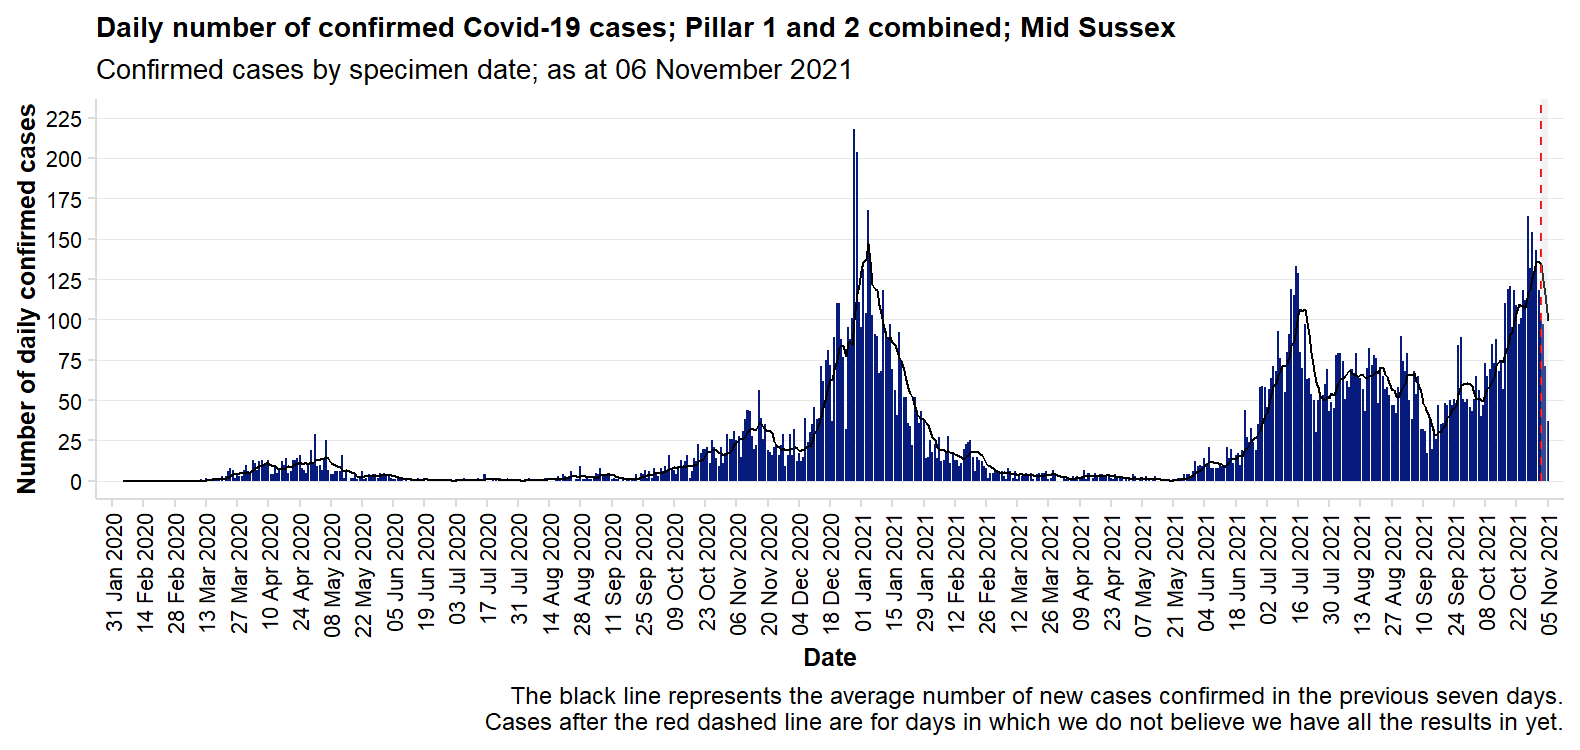 Daily number of confirmed Covid-19 cases; Pillar 1 and 2 combined; Mid Sussex
Confirmed cases by specimen date; as at 06 November 2021
Number of daily confirmed cases
225
200
175
150
125
100
75
50
25
0
31 Jan 2020
14 Feb 2020
28 Feb 2020
13 Mar 2020
27 Mar 2020
10 Apr 2020
24 Apr 2020
08 May 2020
22 May 2020
05 Jun 2020
19 Jun 2020
03 Jul 2020
17 Jul 2020
31 Jul 2020
14 Aug 2020
28 Aug 2020
11 Sep 2020
25 Sep 2020
09 Oct 2020
23 Oct 2020
06 Nov 2020
20 Nov 2020
04 Dec 2020
18 Dec 2020
01 Jan 2021
15 Jan 2021
29 Jan 2021
12 Feb 2021
26 Feb 2021
12 Mar 2021
26 Mar 2021
09 Apr 2021
23 Apr 2021
07 May 2021
21 May 2021
04 Jun 2021
18 Jun 2021
02 Jul 2021
16 Jul 2021
30 Jul 2021
13 Aug 2021
27 Aug 2021
10 Sep 2021
24 Sep 2021
08 Oct 2021
22 Oct 2021
05 Nov 2021
Date
The black line represents the average number of new cases confirmed in the previous seven days.
Cases after the red dashed line are for days in which we do not believe we have all the results in yet.